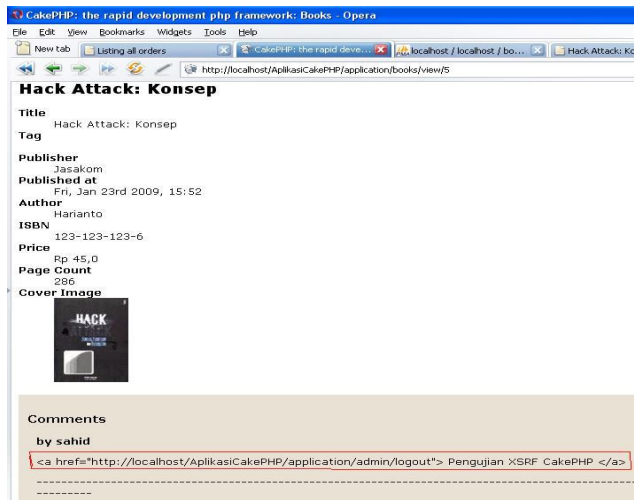 CakePHP: the rapid development php framework: Books - Opera
File Edit View Bookmarks Widgets Tools Help
New tab Listing all orders CakePHP: the rapid deve... localhost / localhost / bo... Hack Attack: Ko
http://localhost/AplikasiCakePHP/application/books/view/5
Hack Attack: Konsep
Title
Hack Attack: Konsep
Tag
Publisher
Jasakom
Published at
Fri, Jan 23rd 2009, 15:52
Author
Harianto
ISBN
123-123-123-6
Price
Rp 45,0
Page Count
286
Cover Image
HACK
Comments
by sahid
<a href="http://localhost/AplikasiCakePHP/application/admin/logout"> Pengujian XSRF CakePHP </a>